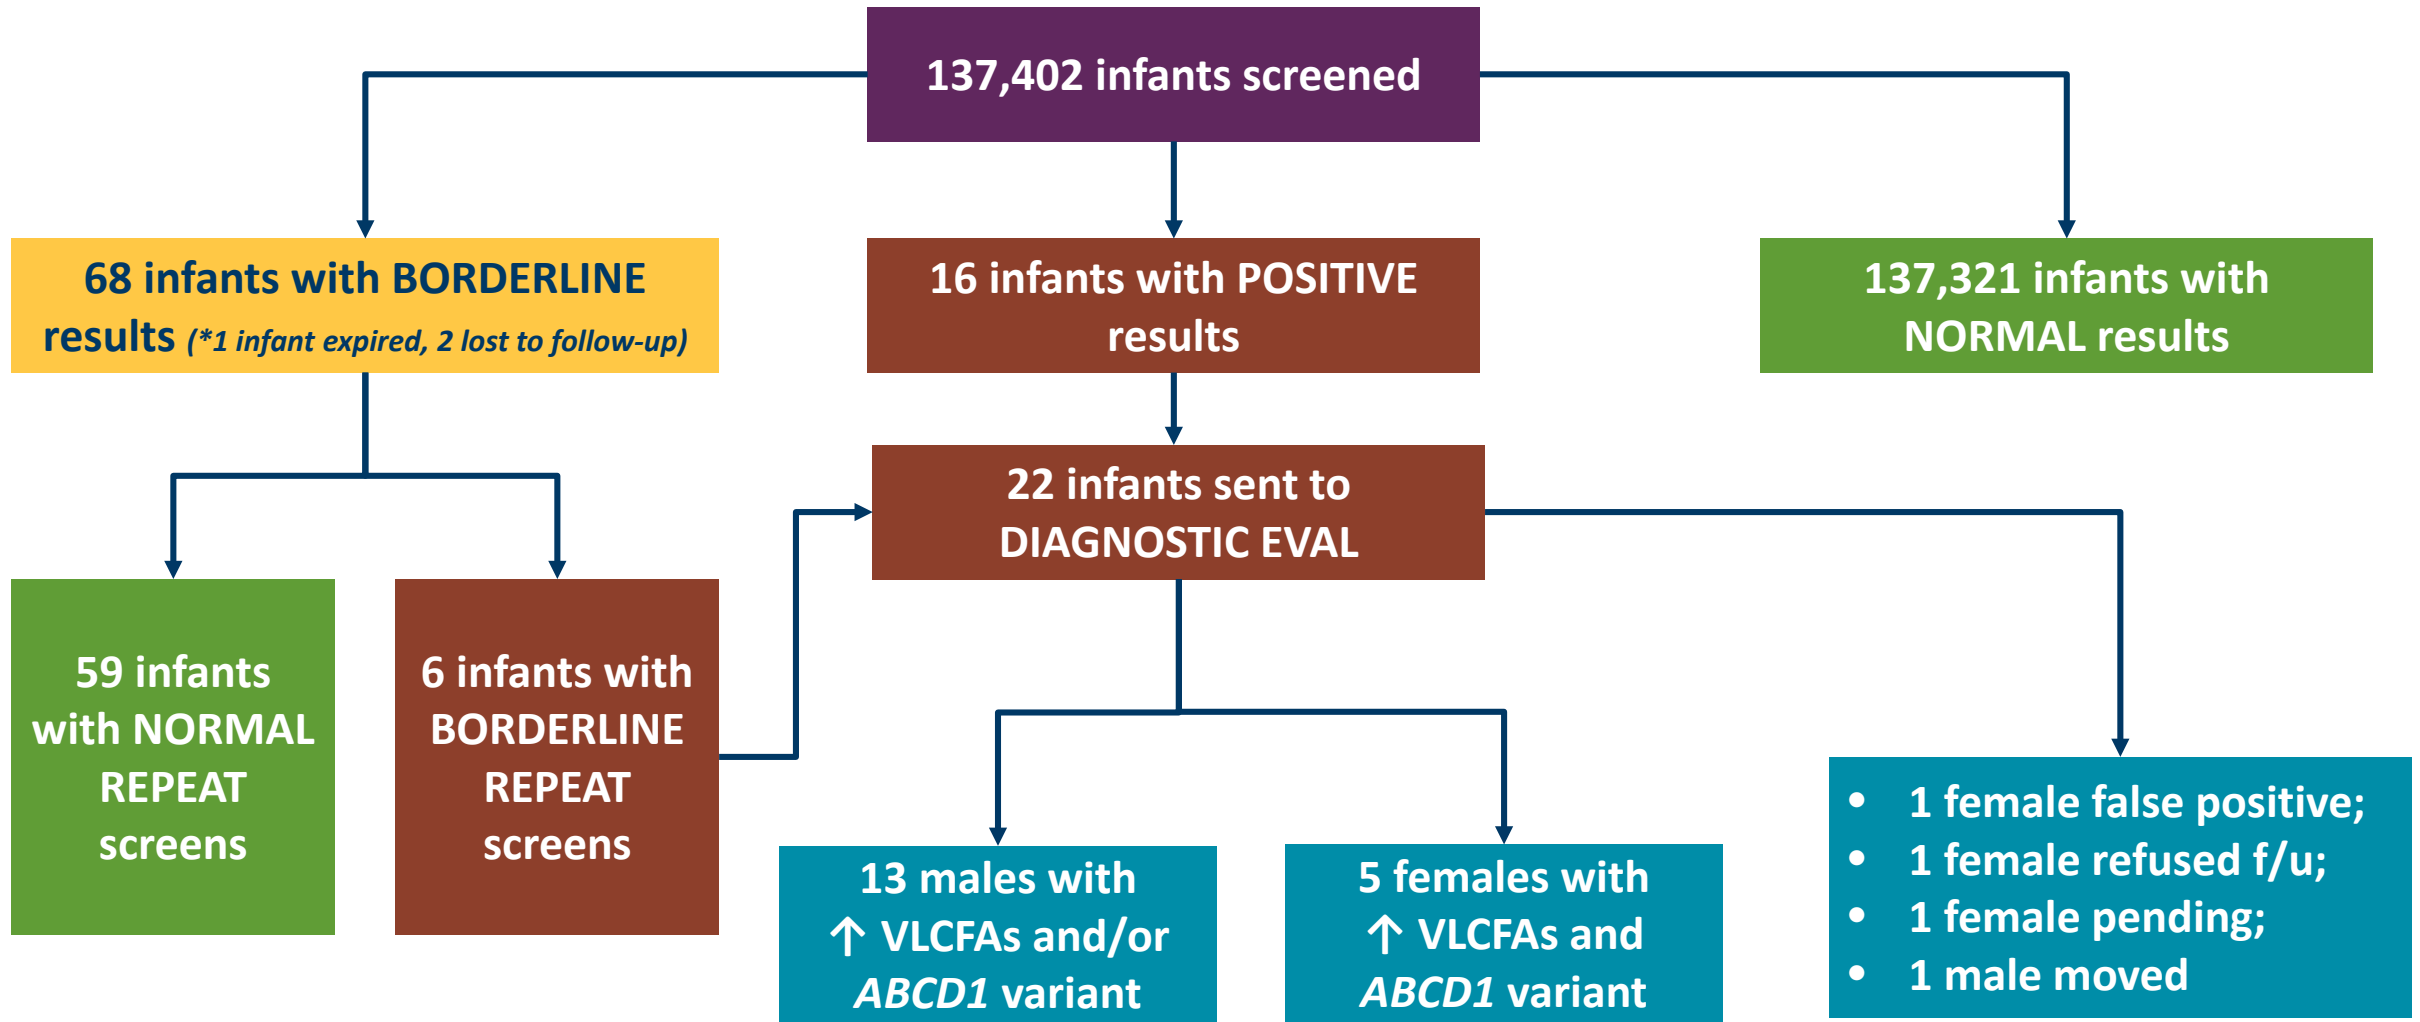 137,402 infants screened
68 infants with BORDERLINE
results (*1 infant expired, 2 lost to follow-up)
16 infants with POSITIVE
results
137,321 infants with
NORMAL results
22 infants sent to
DIAGNOSTIC EVAL
59 infants
with NORMAL
REPEAT
screens
6 infants with
BORDERLINE
REPEAT
screens
13 males with
↑ VLCFAs and/or
ABCD1 variant
5 females with
↑ VLCFAs and
ABCD1 variant
• 1 female false positive;
• 1 female refused f/u;
• 1 female pending;
• 1 male moved